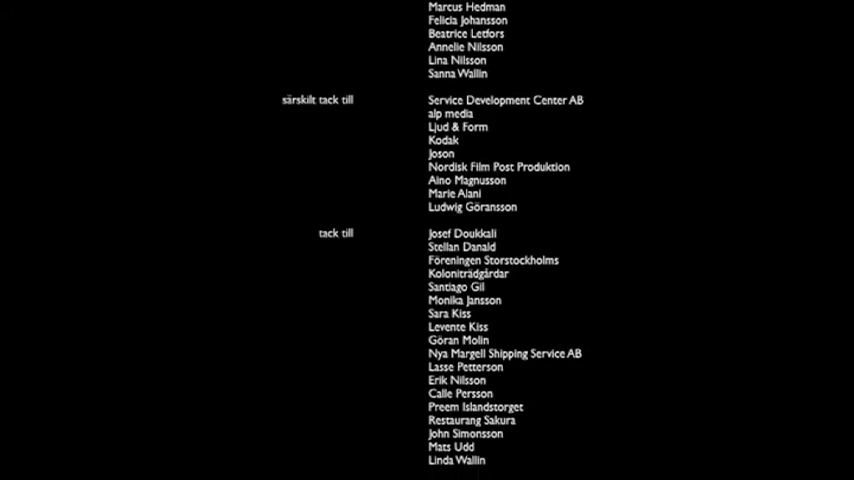 Marcus Hedman
Felicia Johansson
Beatrice Letfors
Annelie Nilsson
Lina Nilsson
Sanna Wallin
särskilt tack till Service Development Center AB
alp media
Ljud & Form
Kodak
Joson
Nordisk Film Post Produktion
Aino Magnusson
Marie Alani
Ludwig Göransson
tack till Josef Doukkali
Stellan Danald
Föreningen Storstockholms
Koloniträdgårdar
Santiago Gil
Monika Jansson
Sara Kiss
Levente Kiss
Göran Molin
Nya Margell Shipping Service AB
Lasse Petterson
Erik Nilsson
Calle Persson
Preem Islandstorget
Restaurang Sakura
John Simonsson
Mats Udd
Linda Wallin